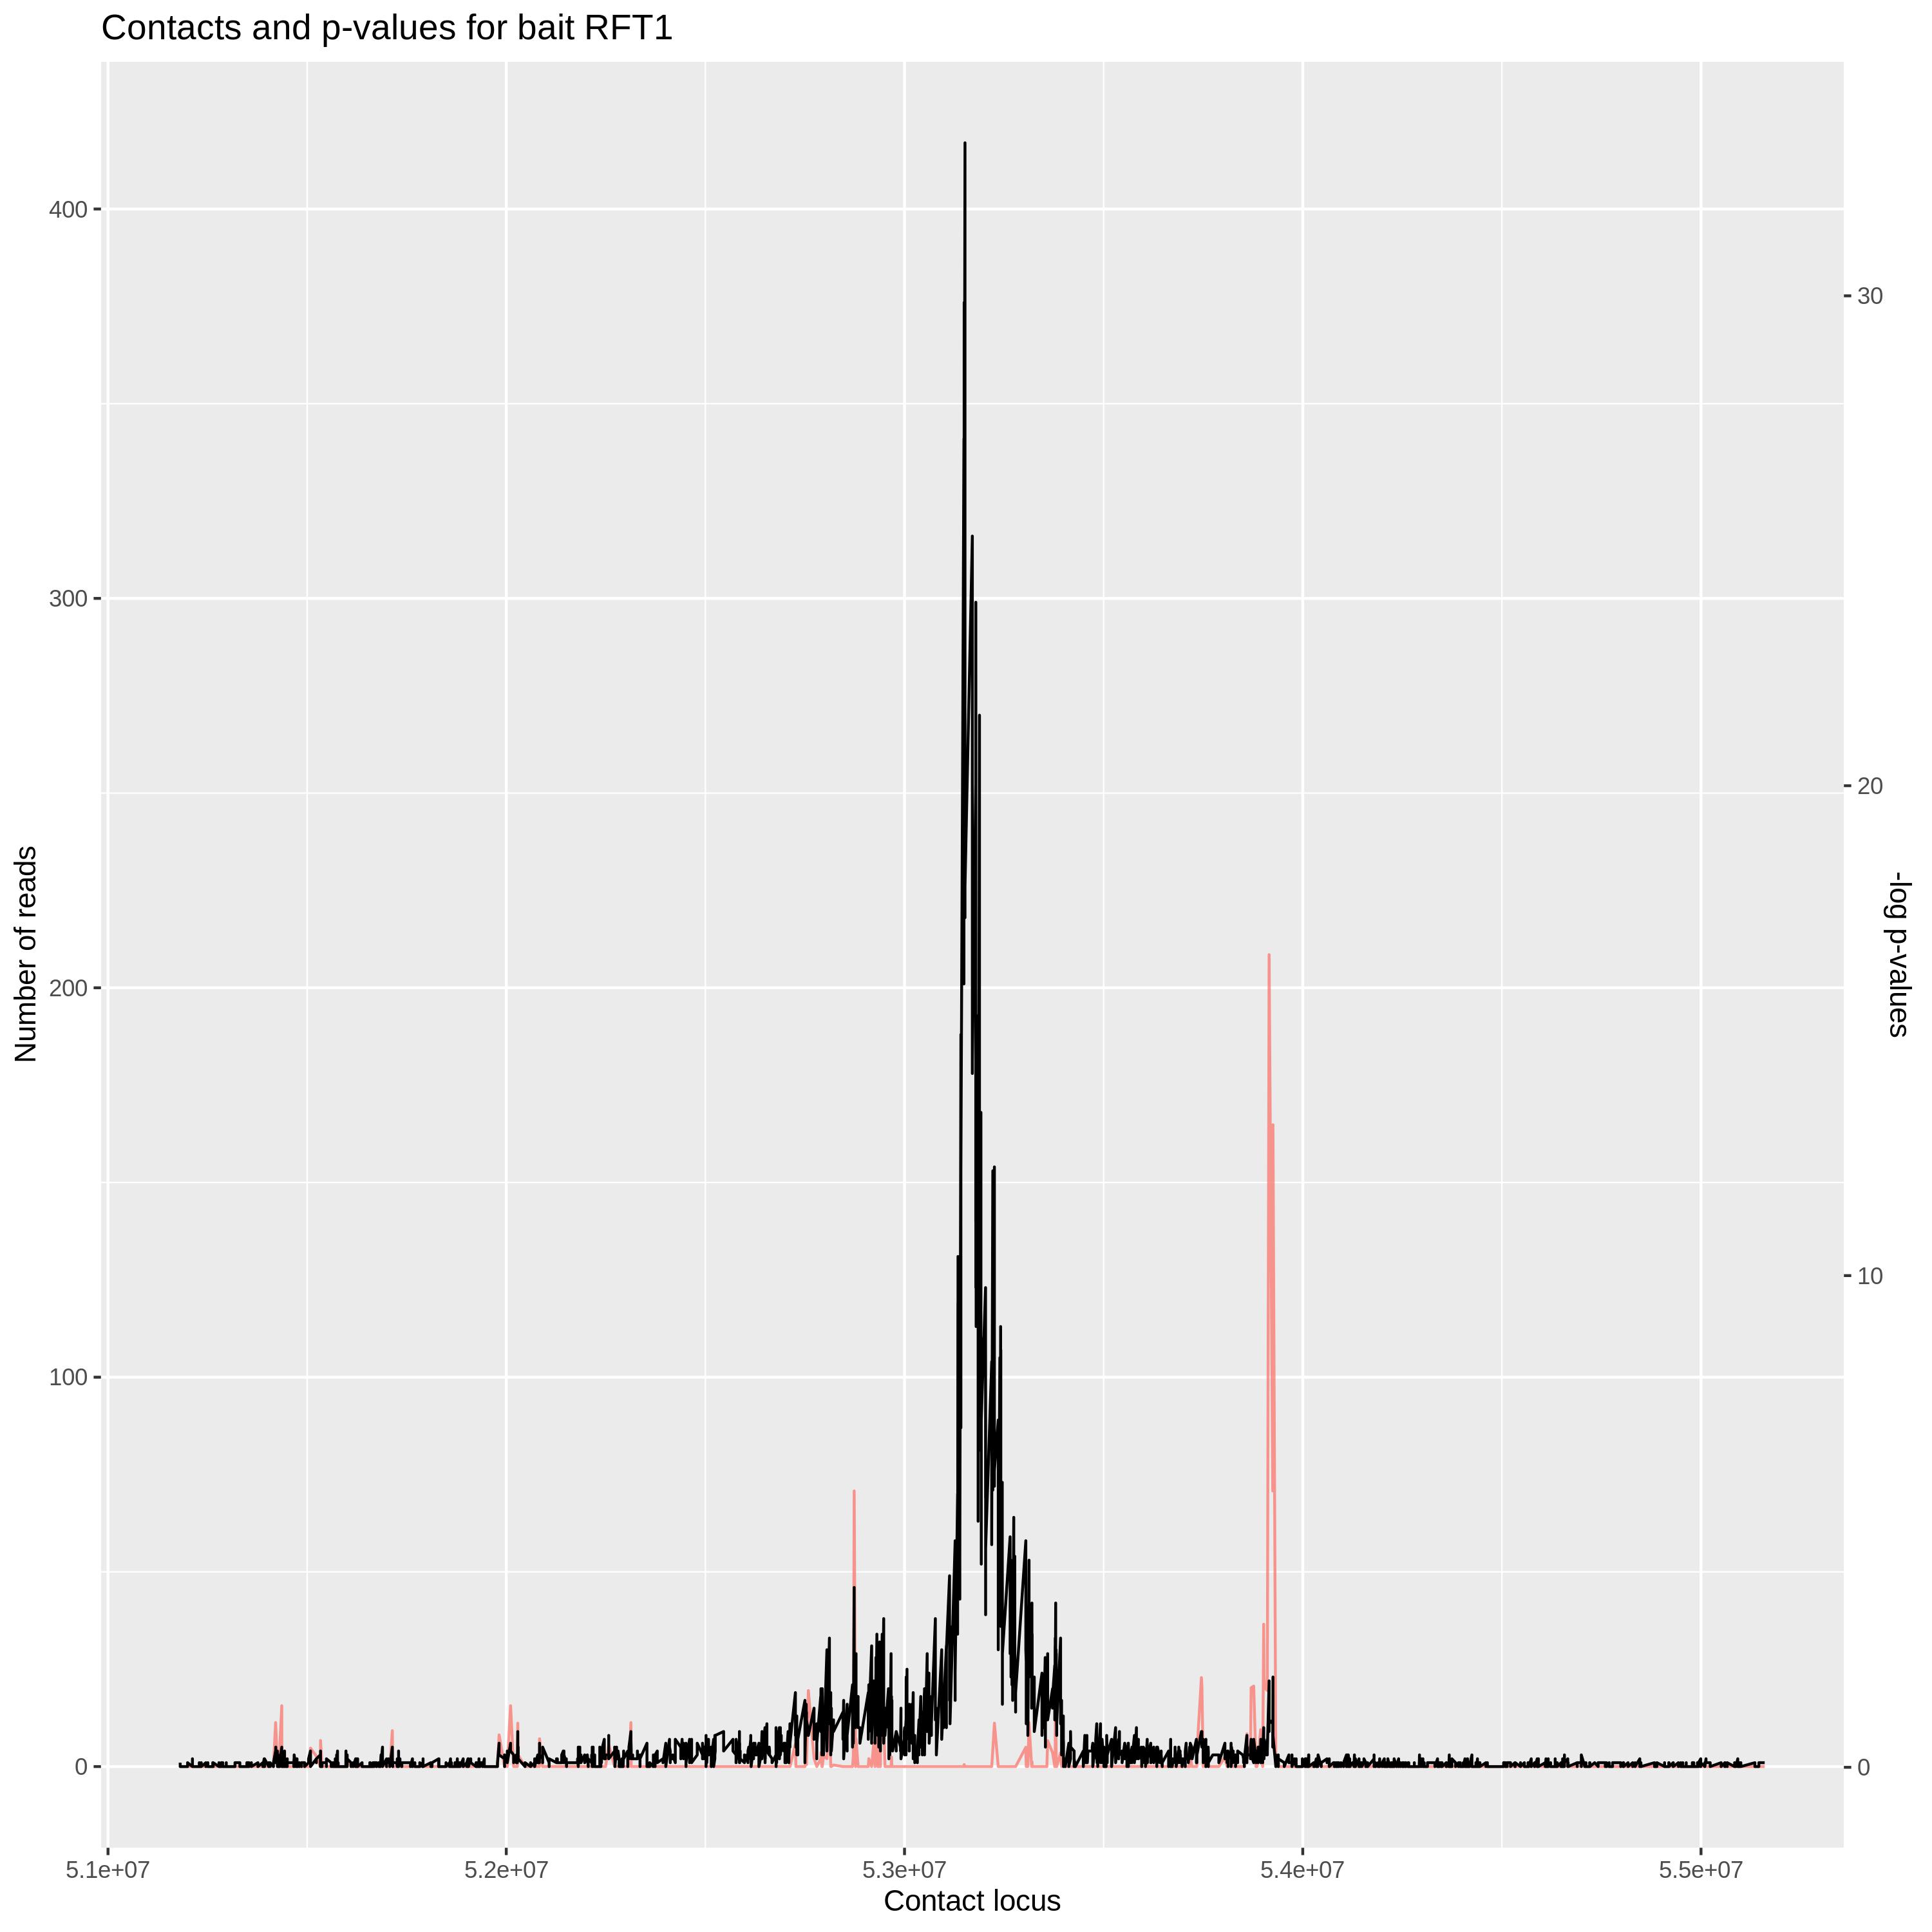 Contacts and p-values for bait RFT1
400
300
200
100
0
Number of reads
30
20
10
0
-log p-values
5.1e+07
5.2e+07
5.3e+07
5.4e+07
5.5e+07
Contact locus